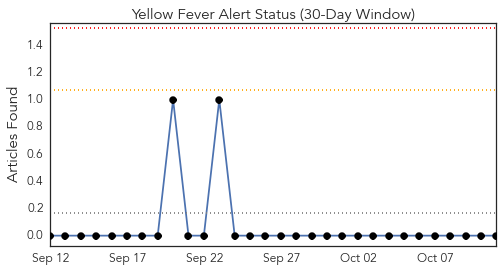 Yellow Fever Alert Status (30-Day Window)
Articles Found
1.4
1.2
1.0
0.8
0.6
0.4
0.2
0.0
Sep 12 Sep 17 Sep 22 Sep 27 Oct 02 Oct 07